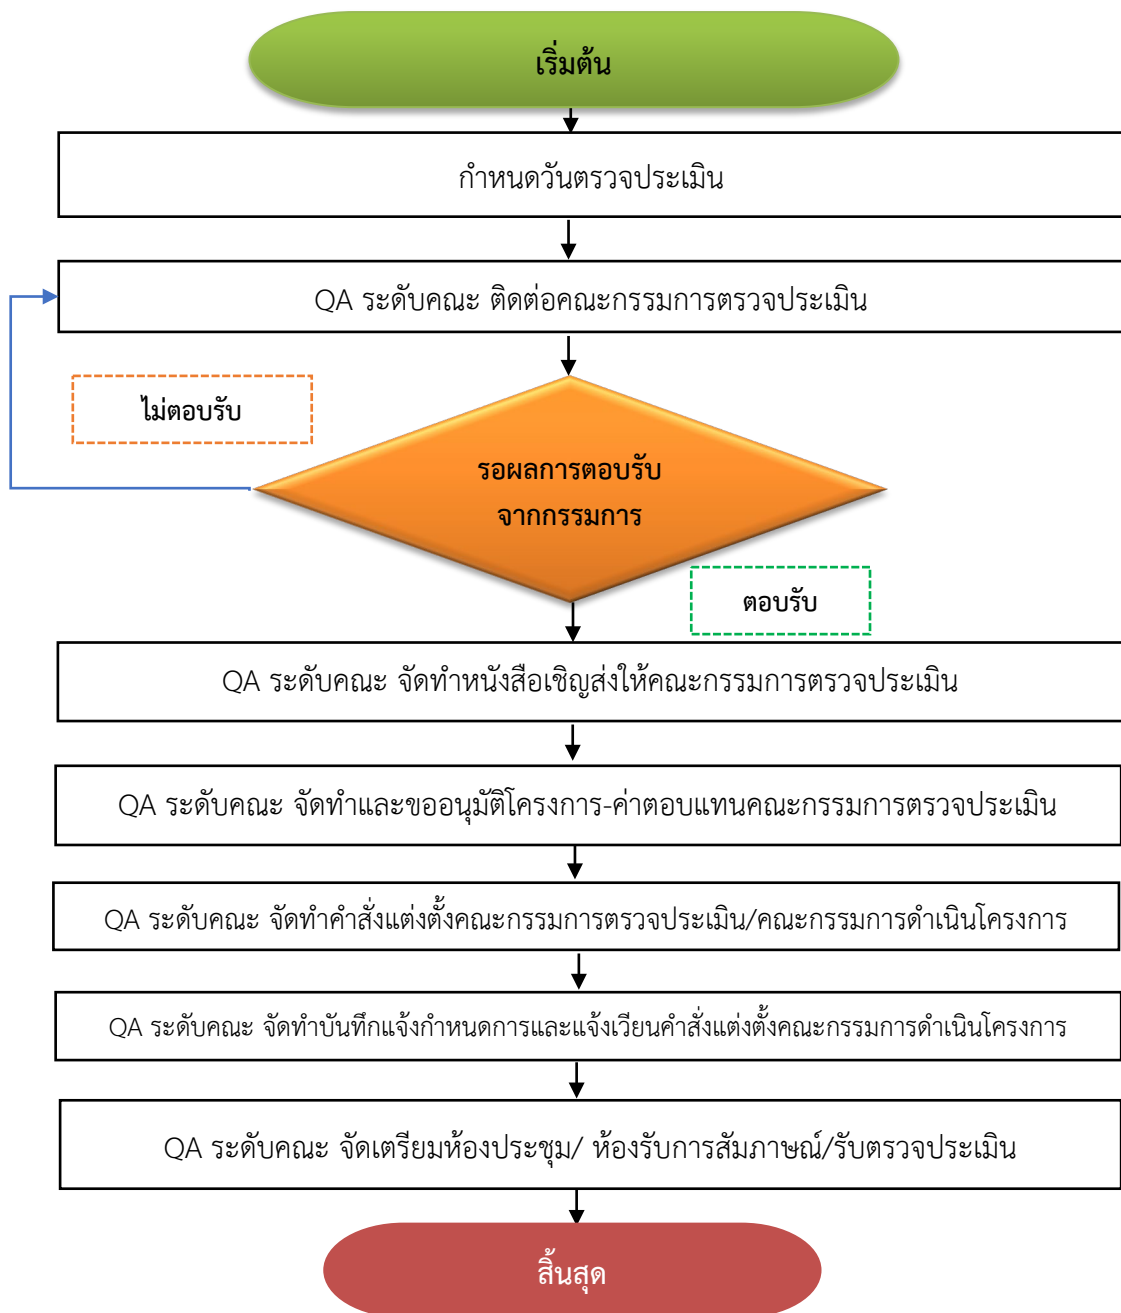 เริ่มต้น
กำหนดวันตรวจประเมิน
QA ระดับคณะ ติดต่อคณะกรรมการตรวจประเมิน
ไม่ตอบรับ
รอผลการตอบรับ
จากกรรมการ
ตอบรับ
QA ระดับคณะ จัดทำหนังสือเชิญส่งให้คณะกรรมการตรวจประเมิน
QA ระดับคณะ จัดทำและขออนุมัติโครงการ-ค่าตอบแทนคณะกรรมการตรวจประเมิน
QA ระดับคณะ จัดทำคำสั่งแต่งตั้งคณะกรรมการตรวจประเมิน/คณะกรรมการดำเนินโครงการ
QA ระดับคณะ จัดทำบันทึกแจ้งกำหนดการและแจ้งเวียนคำสั่งแต่งตั้งคณะกรรมการดำเนินโครงการ
QA ระดับคณะ จัดเตรียมห้องประชุม/ ห้องรับการสัมภาษณ์/รับตรวจประเมิน
สิ้นสุด